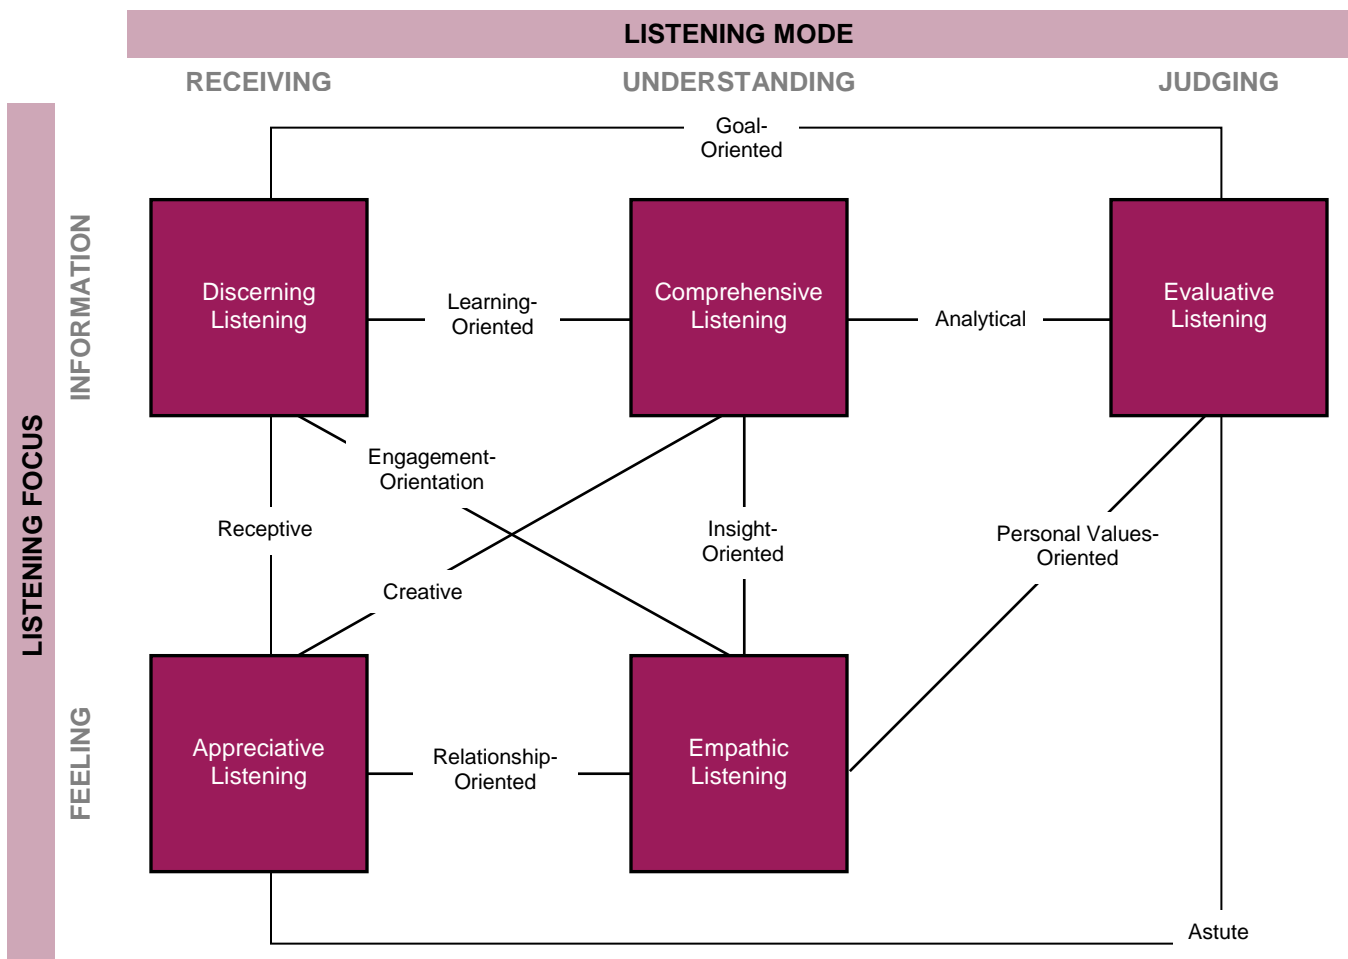 LISTENING MODE
RECEIVING
UNDERSTANDING
JUDGING
LISTENING FOCUS
INFORMATION
FEELING
Goal-
Oriented
Discerning
Listening
Learning-
Oriented
Comprehensive
Listening
Analytical
Evaluative
Listening
Engagement-
Orientation
Receptive
Insight-
Oriented
Personal Values-
Oriented
Creative
Appreciative
Listening
Relationship-
Oriented
Empathic
Listening
Astute